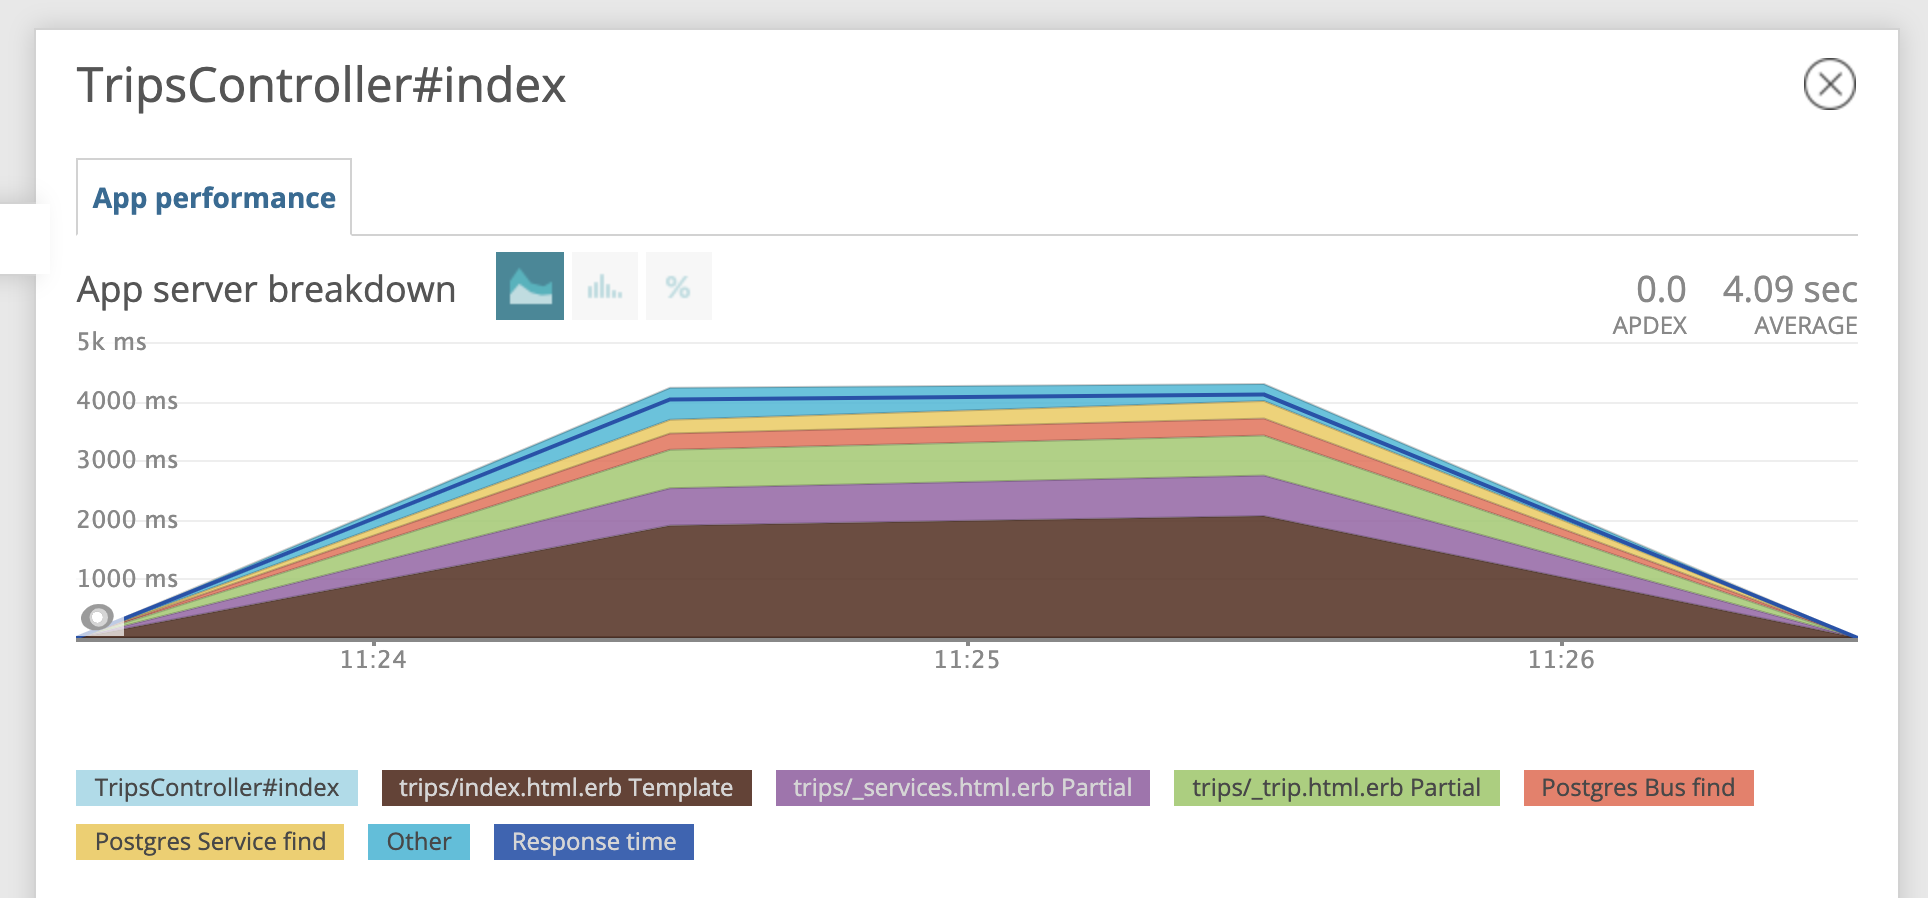 TripsController#index
App performance
App server breakdown
%
0.0 4.09 sec
APDEX AVERAGE
5k ms
4000 ms
3000 ms
2000 ms
1000 ms
11:24 11:25 11:26
TripsController#index trips/index.html.erb Template trips/_services.html.erb Partial trips/_trip.html.erb Partial Postgres Bus find
Postgres Service find Other Response time